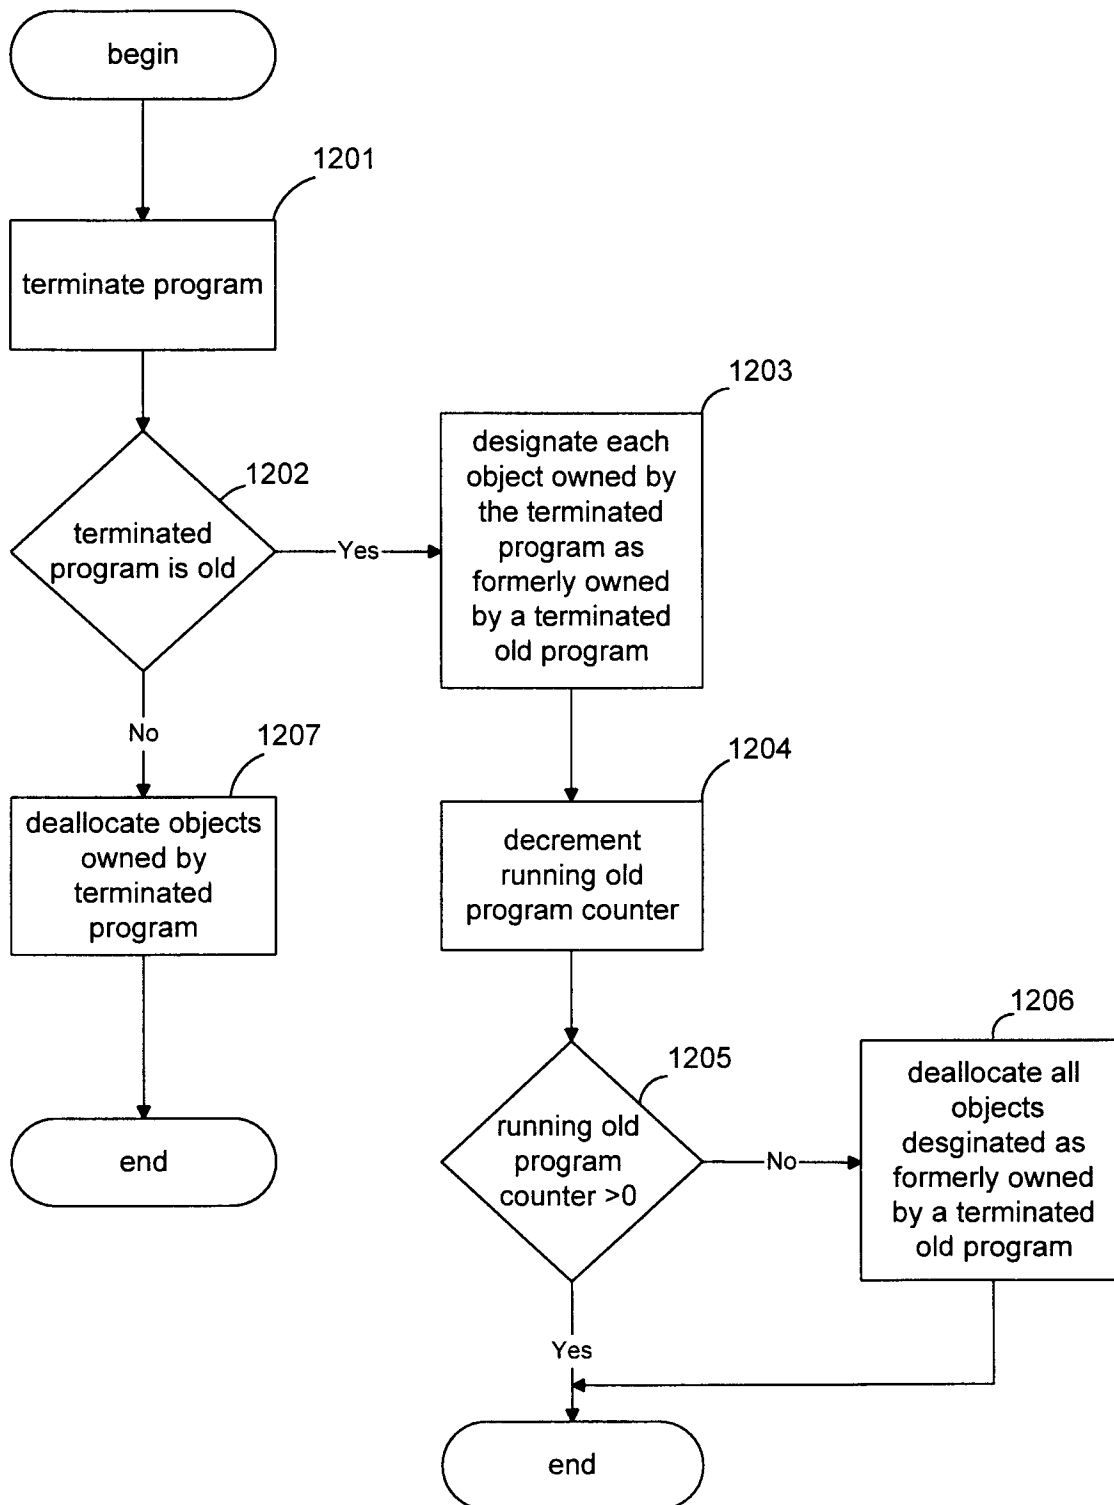 begin
1201
terminate program
1202
terminated
program is old
Yes
1203
designate each
object owned by
the terminated
program as
formerly owned
by a terminated
old program
No
1207
deallocate objects
owned by
terminated
program
end
1204
decrement
running old
program counter
1205
running old
program
counter >0
No
1206
deallocate all
objects
desginated as
formerly owned
by a terminated
old program
Yes
end